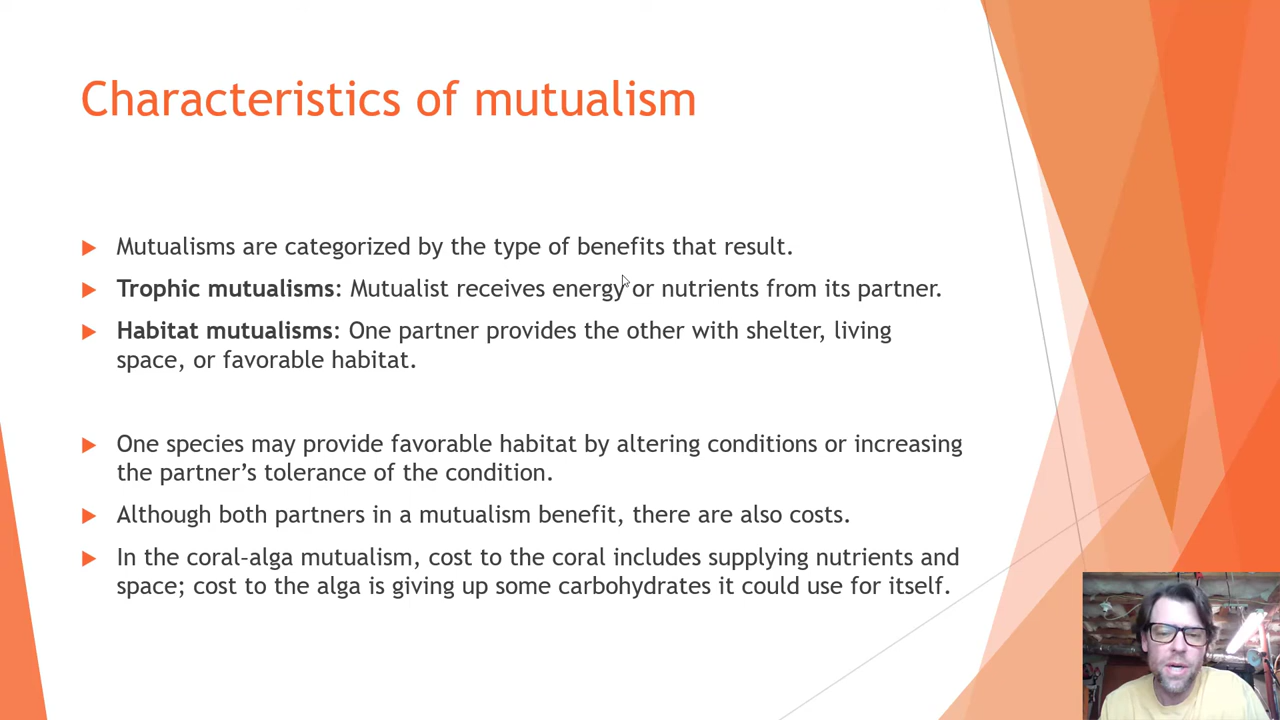 Characteristics of mutualism
Mutualisms are categorized by the type of benefits that result.
Trophic mutualisms: Mutualist receives energy or nutrients from its partner.
Habitat mutualisms: One partner provides the other with shelter, living
space, or favorable habitat.
One species may provide favorable habitat by altering conditions or increasing
the partner’s tolerance of the condition.
Although both partners in a mutualism benefit, there are also costs.
In the coral–alga mutualism, cost to the coral includes supplying nutrients and
space; cost to the alga is giving up some carbohydrates it could use for itself.